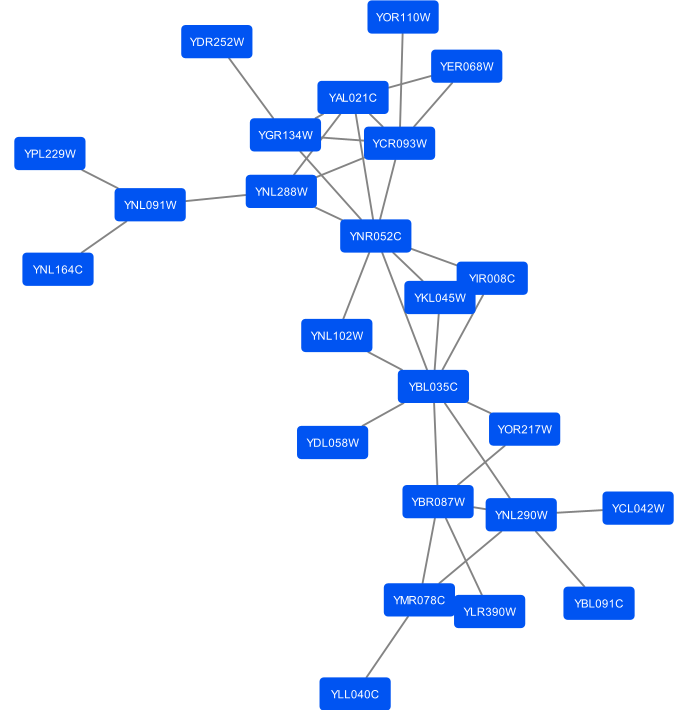 YOR110W
YDR252W
YER068W
YAL021C
YGR134W
YCR093W
YPL229W
YNL288W
YNL091W
YNR052C
YNL164C
YIR008C
YKL045W
YNL102W
YBL035C
YOR217W
YDL058W
YBR087W
YCL042W
YNL290W
YMR078C
YBL091C
YLR390W
YLL040C